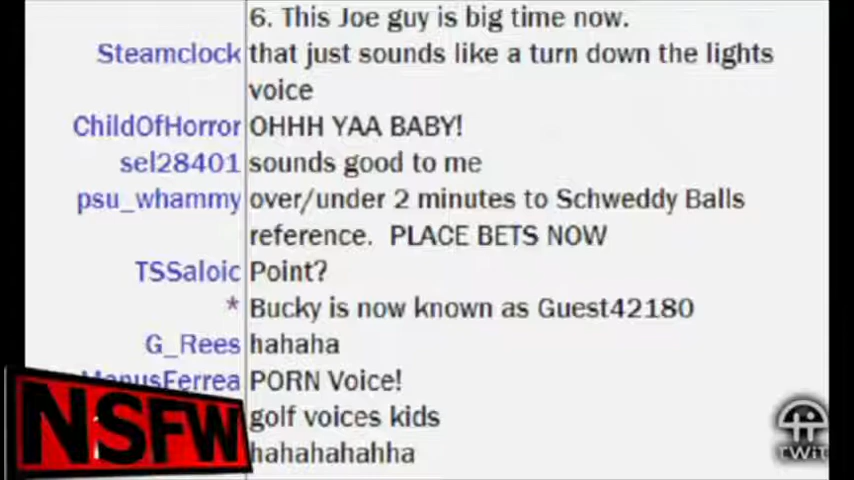 6. This Joe guy is big time now.
Steamclock that just sounds like a turn down the lights
voice
ChildOfHorror OHHH YAA BABY!
sel28401 sounds good to me
psu_whammy over/under 2 minutes to Schweddy Balls
reference. PLACE BETS NOW
TSSaloic Point?
* Bucky is now known as Guest42180
G_Rees hahaha
ManusFerrea PORN Voice!
golf voices kids
hahahahahha
NSFW
TWiT